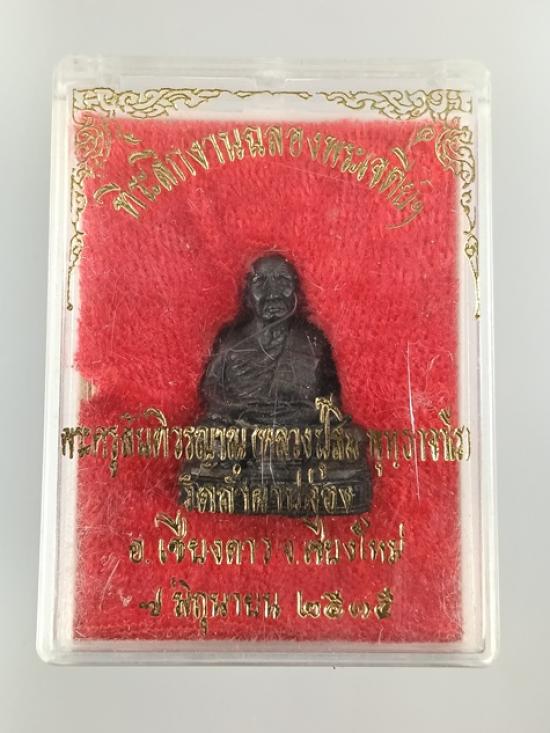 ที่ระลึกงานฉลองพระเจดีย์ฯ
พระครูสันติวรญาณ (หลวงปู่สิม พุทฺธาจาโร)
วัดถ้ำผาปล่อง
อ.เชียงดาว จ.เชียงใหม่
๗ มิถุนายน ๒๕๓๕